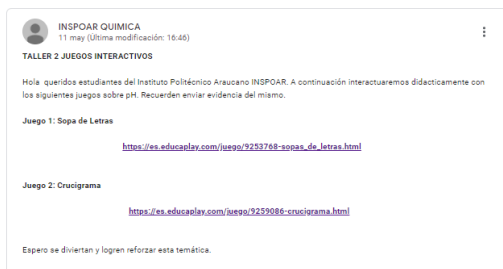 INSPOAR QUIMICA
11 may (Última modificación: 16:46)
TALLER 2 JUEGOS INTERACTIVOS
Hola queridos estudiantes del Instituto Politécnico Araucano INSPOAR. A continuación interactuaremos didacticamente con
los siguientes juegos sobre pH. Recuerden enviar evidencia del mismo.
Juego 1: Sopa de Letras
https://es.educaplay.com/juego/9253768-sopas_de_letras.html
Juego 2: Crucigrama
https://es.educaplay.com/juego/9259086-crucigrama.html
Espero se diviertan y logren reforzar esta temática.